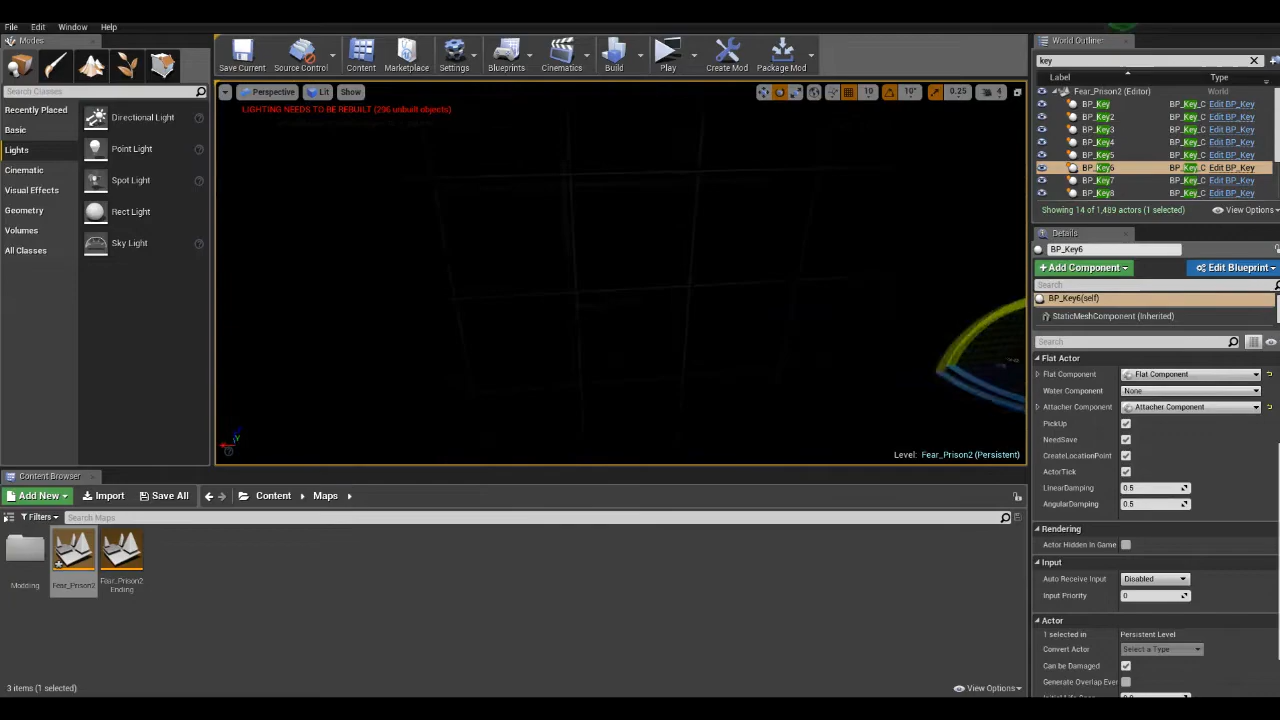 File Edit Window Help
Modes
Search Classes
Recently Placed
Basic
Lights
Cinematic
Visual Effects
Geometry
Volumes
All Classes
Directional Light
Point Light
Spot Light
Rect Light
Sky Light
Save Current
Source Control
Content
Marketplace
Settings
Blueprints
Cinematics
Build
Play
Create Mod
Package Mod
Perspective Lit Show
10 10° 0.25 4
LIGHTING NEEDS TO BE REBUILT (296 unbuilt objects)
Level: Fear_Prison2 (Persistent)
World Outliner
key
Label Type
Fear_Prison2 (Editor) World
BP_Key BP_Key_C Edit BP_Key
BP_Key2 BP_Key_C Edit BP_Key
BP_Key3 BP_Key_C Edit BP_Key
BP_Key4 BP_Key_C Edit BP_Key
BP_Key5 BP_Key_C Edit BP_Key
BP_Key6 BP_Key_C Edit BP_Key
BP_Key7 BP_Key_C Edit BP_Key
BP_Key8 BP_Key_C Edit BP_Key
Showing 14 of 1,489 actors (1 selected) View Options
Details
BP_Key6
+Add Component Edit Blueprint
Search
BP_Key6(self)
StaticMeshComponent (Inherited)
Search
Flat Actor
Flat Component Flat Component
Water Component None
Attacher Component Attacher Component
PickUp
NeedSave
CreateLocationPoint
ActorTick
LinearDamping 0.5
AngularDamping 0.5
Rendering
Actor Hidden In Game
Input
Auto Receive Input Disabled
Input Priority 0
Actor
1 selected in Persistent Level
Convert Actor Select a Type
Can be Damaged
Generate Overlap Eve
Content Browser
Add New Import Save All Content Maps
Filters Search Maps
Modding
Fear_Prison2
Fear_Prison2
Ending
3 items (1 selected) View Options